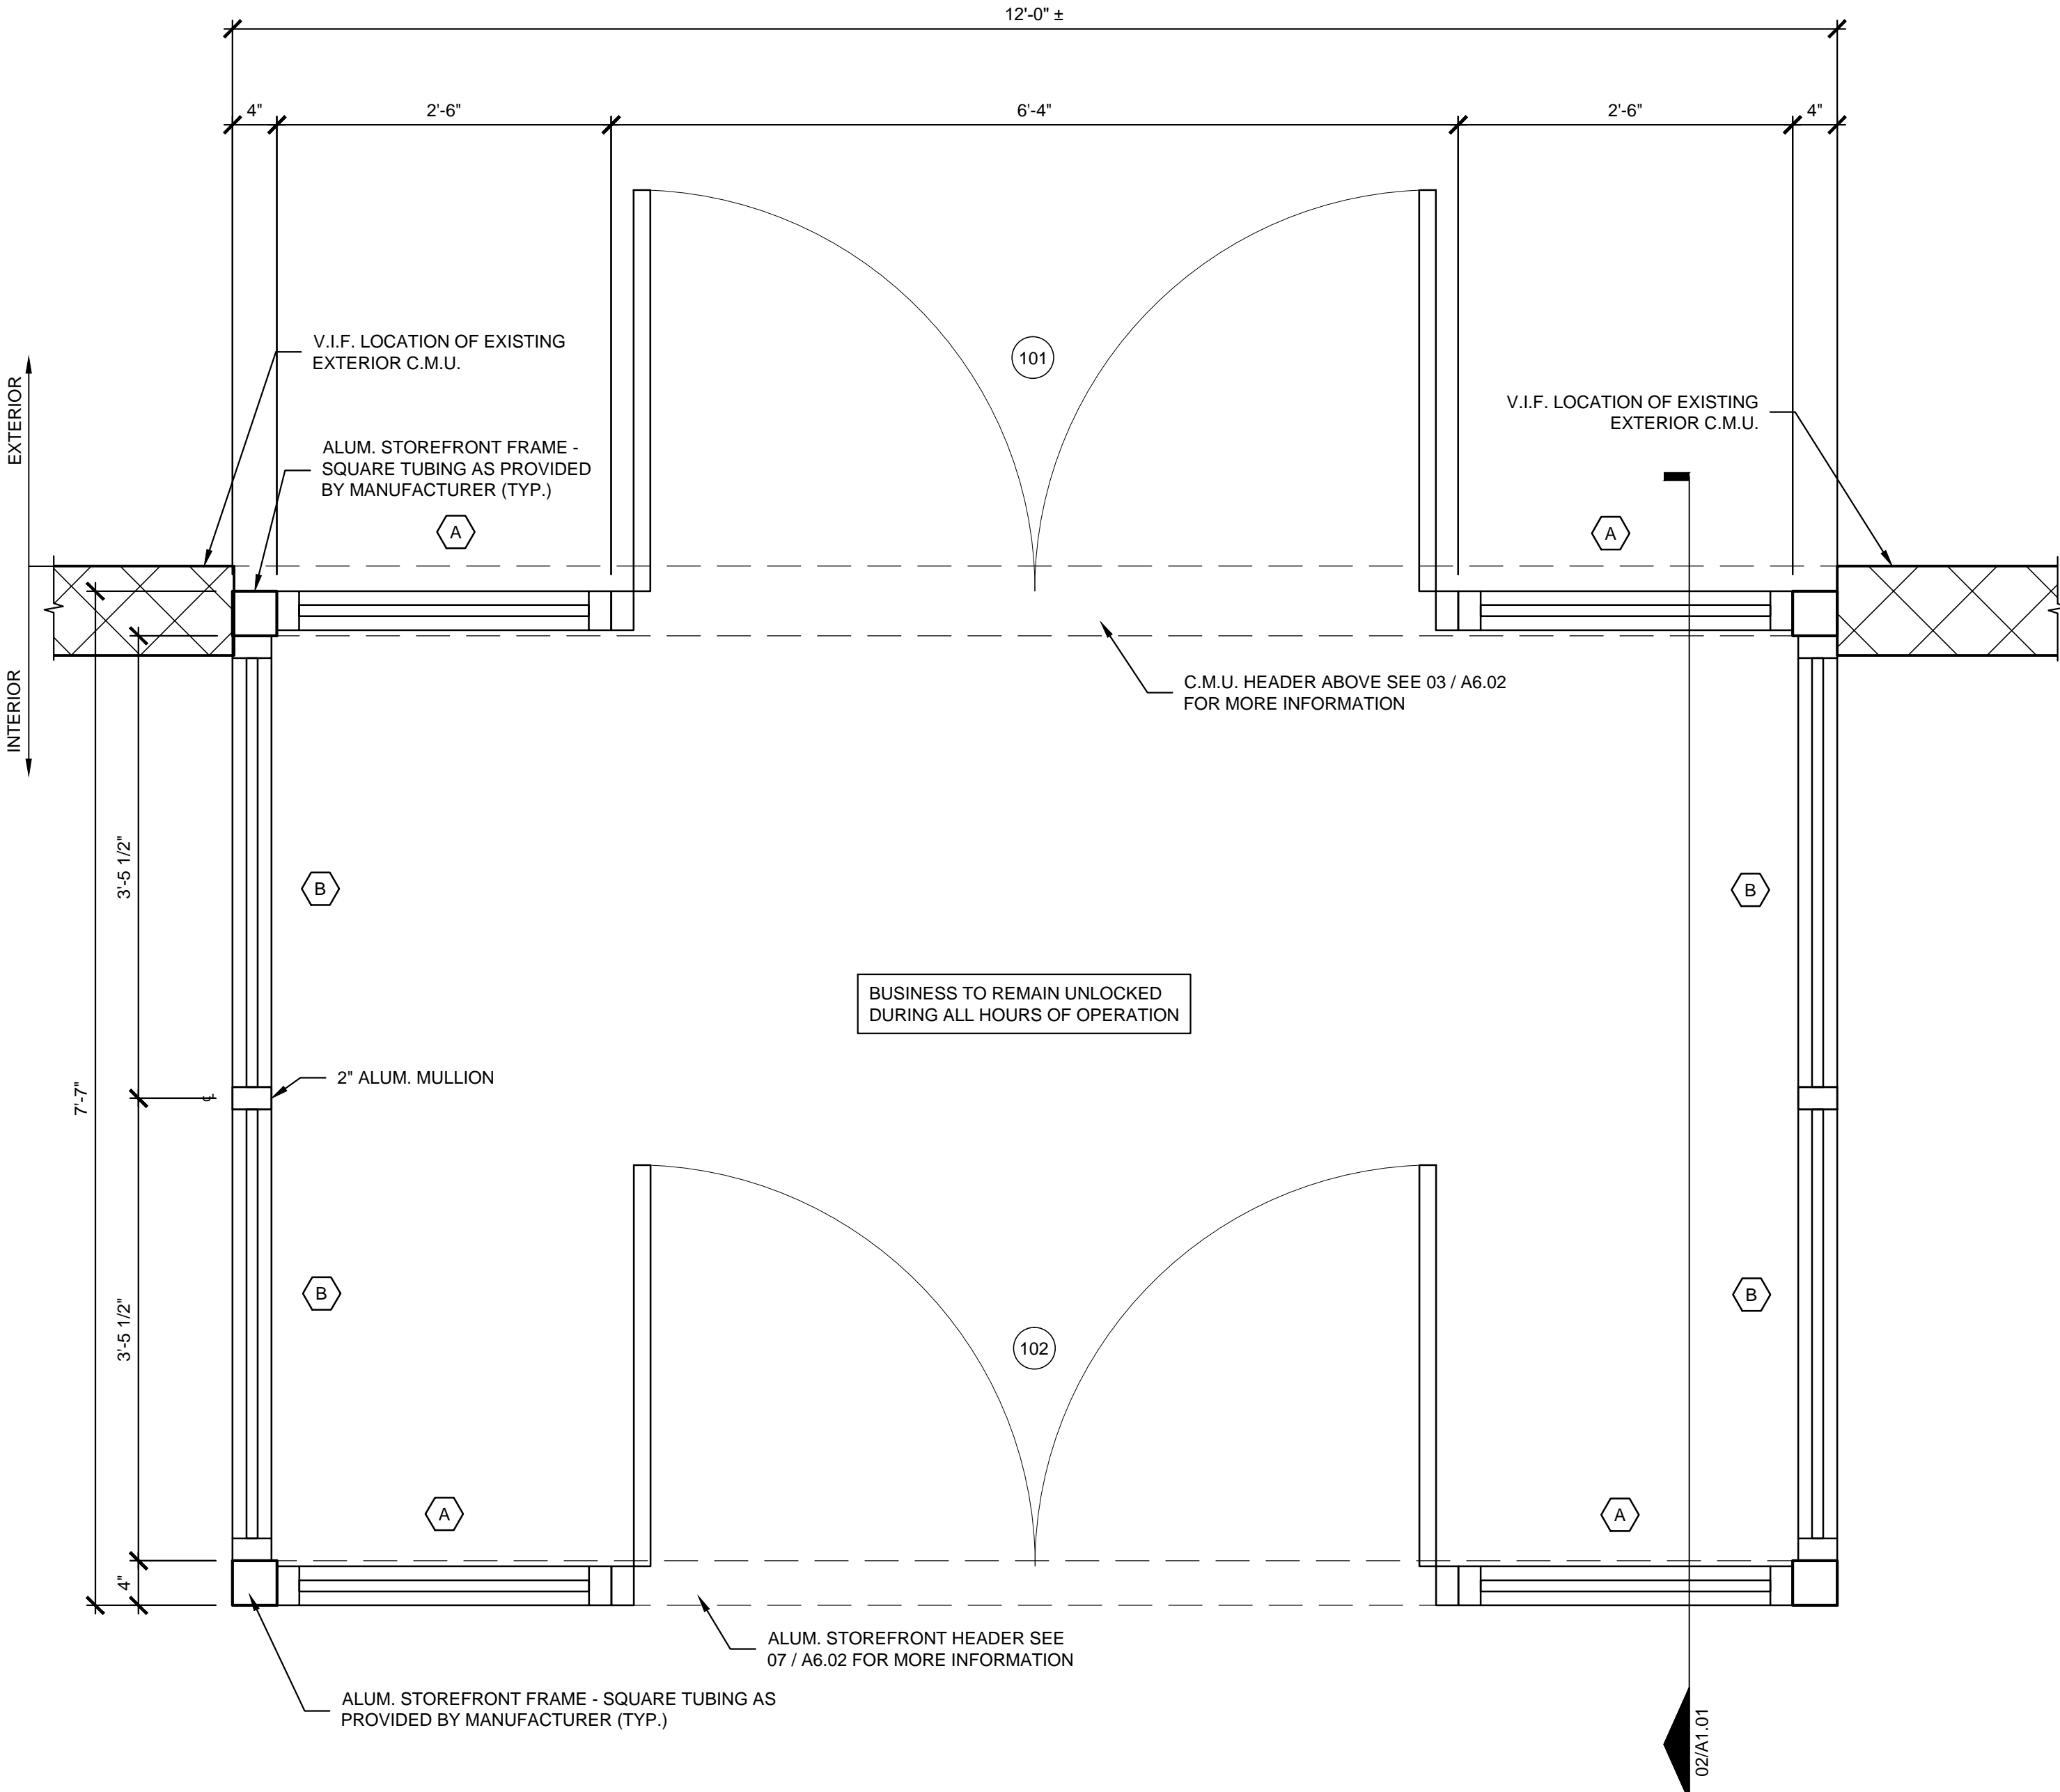 12'-0" ±
4"
2'-6"
6'-4"
2'-6"
4"
101
V.I.F. LOCATION OF EXISTING
EXTERIOR C.M.U.
EXTERIOR
V.I.F. LOCATION OF EXISTING
EXTERIOR C.M.U.
ALUM. STOREFRONT FRAME -
SQUARE TUBING AS PROVIDED
BY MANUFACTURER (TYP.)
A
A
INTERIOR
C.M.U. HEADER ABOVE SEE 03 / A6.02
FOR MORE INFORMATION
3'-5 1/2"
B
B
BUSINESS TO REMAIN UNLOCKED
DURING ALL HOURS OF OPERATION
7'-7"
℄
2" ALUM. MULLION
3'-5 1/2"
B
B
102
A
A
4"
ALUM. STOREFRONT HEADER SEE
07 / A6.02 FOR MORE INFORMATION
ALUM. STOREFRONT FRAME - SQUARE TUBING AS
PROVIDED BY MANUFACTURER (TYP.)
02/A1.01